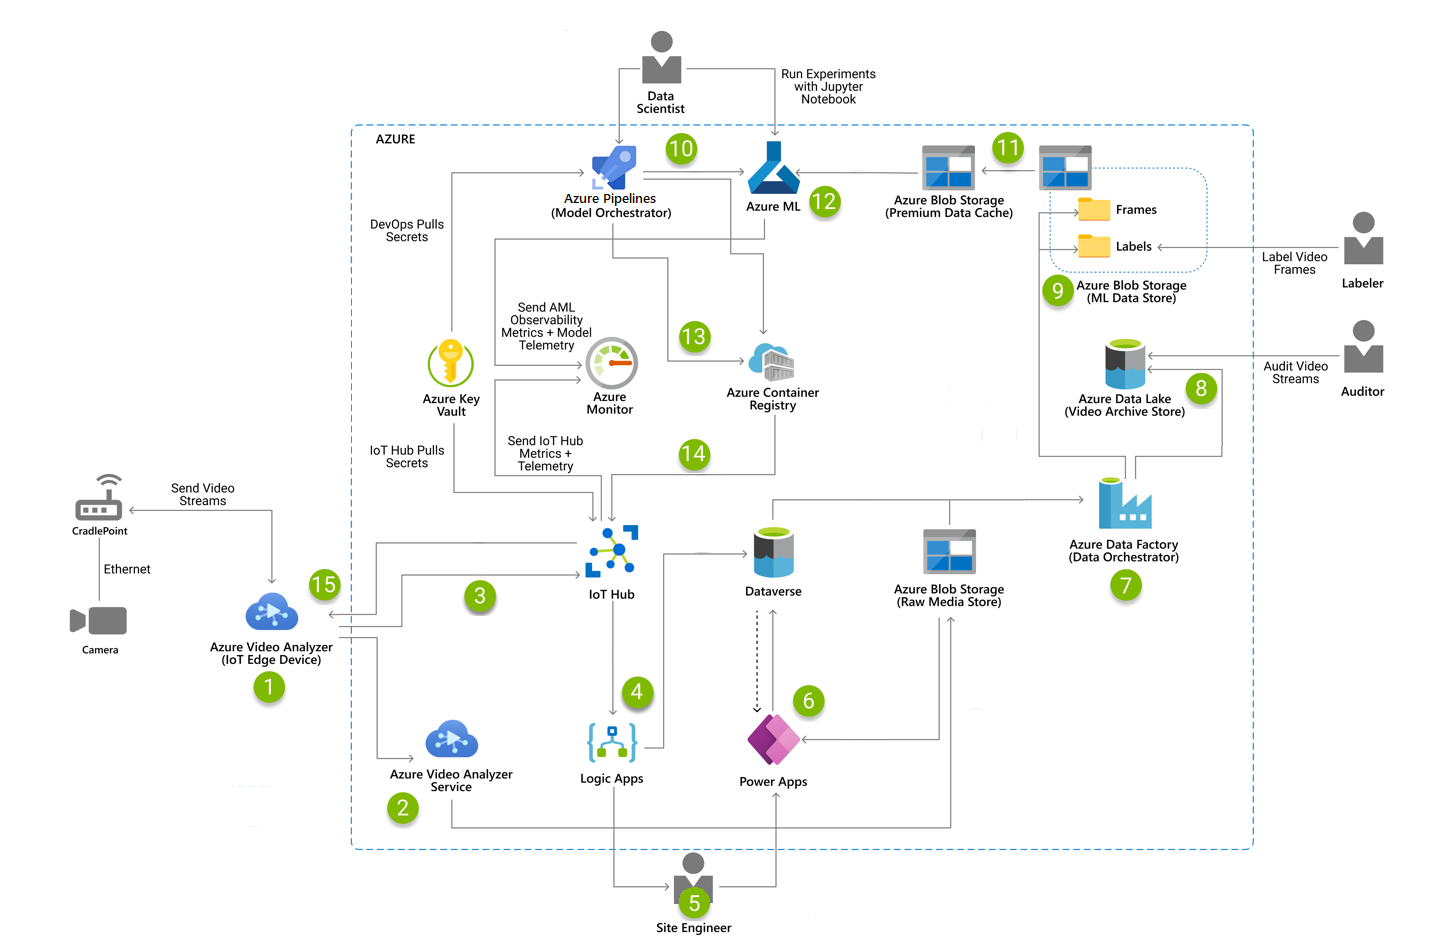 Data
Scientist
Run Experiments
with Jupyter
Notebook
AZURE
10
11
Azure Pipelines
(Model Orchestrator)
Azure ML
12
Azure Blob Storage
(Premium Data Cache)
Frames
Labels
DevOps Pulls
Secrets
Label Video
Frames
Labeler
9
Azure Blob Storage
(ML Data Store)
Send AML
Observability
Metrics + Model
Telemetry
13
Azure Key
Vault
Azure
Monitor
Azure Container
Registry
Azure Data Lake
(Video Archive Store)
8
Audit Video
Streams
Auditor
IoT Hub Pulls
Secrets
Send IoT Hub
Metrics +
Telemetry
14
Send Video
Streams
CradlePoint
Ethernet
Camera
15
3
IoT Hub
Dataverse
Azure Blob Storage
(Raw Media Store)
Azure Data Factory
(Data Orchestrator)
7
Azure Video Analyzer
(IoT Edge Device)
1
4
6
Azure Video Analyzer
Service
2
Logic Apps
Power Apps
5
Site Engineer